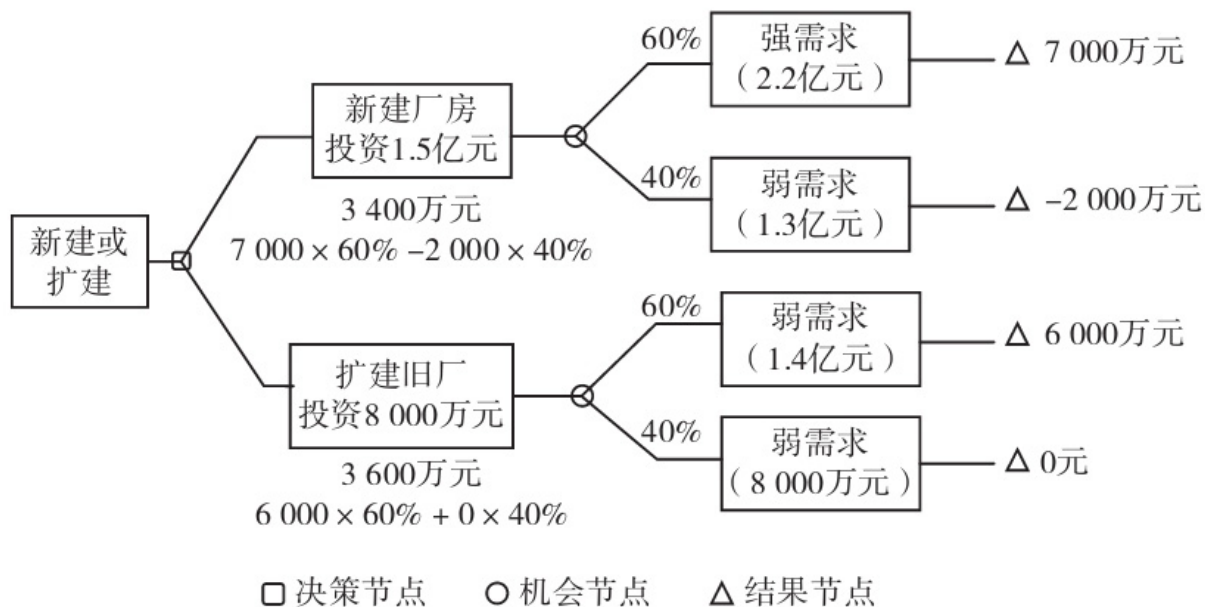 新建或
扩建
新建厂房
投资1.5亿元
3 400万元
7 000 × 60% –2 000 × 40%
60%
强需求
（2.2亿元）
△ 7 000万元
40%
弱需求
（1.3亿元）
△ –2 000万元
扩建旧厂
投资8 000万元
3 600万元
6 000 × 60% + 0 × 40%
60%
弱需求
（1.4亿元）
△ 6 000万元
40%
弱需求
（8 000万元）
△ 0元
□ 决策节点 ○ 机会节点 △ 结果节点